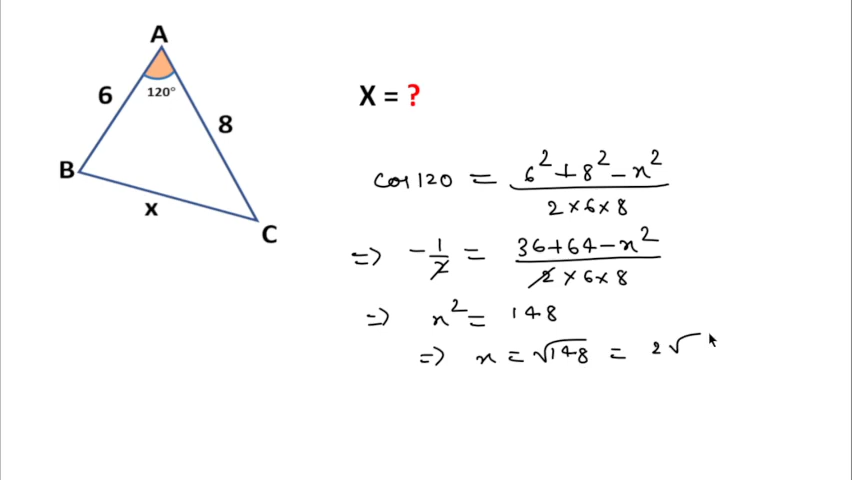 A
6
120°
8
B
x
C
X = ?
cos 120 = 6² + 8² - x² / 2 × 6 × 8
=> - 1/2 = 36 + 64 - x² / 2 × 6 × 8
=> x² = 148
=> x = √148 = 2√